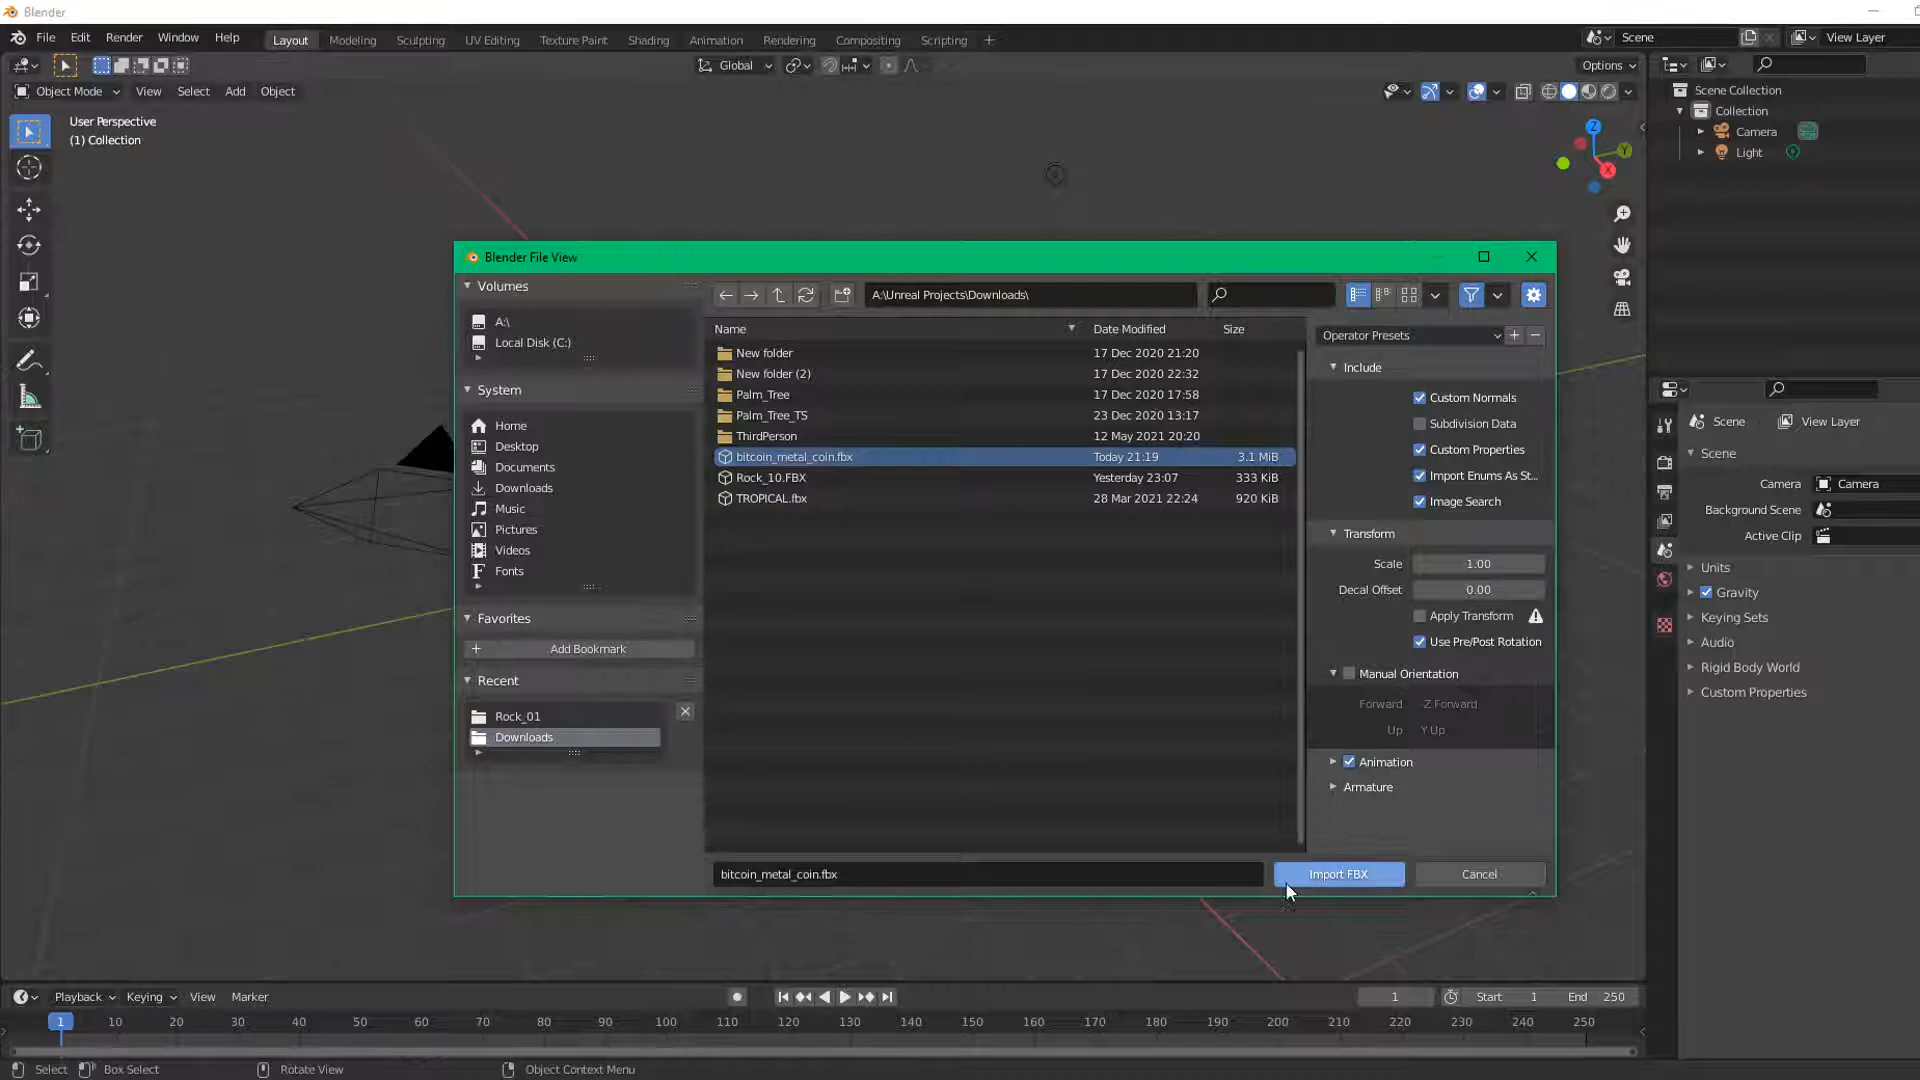 Blender
File Edit Render Window Help Layout Modeling Sculpting UV Editing Texture Paint Shading Animation Rendering Compositing Scripting + Scene View Layer
Global Options
Object Mode View Select Add Object
User Perspective
(1) Collection
Z
Y
X
Scene Collection
Collection
Camera
Light
Blender File View
Volumes
A:\
Local Disk (C:)
System
Home
Desktop
Documents
Downloads
Music
Pictures
Videos
Fonts
Favorites
+ Add Bookmark
Recent
Rock_01
Downloads
A:\Unreal Projects\Downloads\
Name Date Modified Size
New folder 17 Dec 2020 21:20
New folder (2) 17 Dec 2020 22:32
Palm_Tree 17 Dec 2020 17:58
Palm_Tree_TS 23 Dec 2020 13:17
ThirdPerson 12 May 2021 20:20
bitcoin_metal_coin.fbx Today 21:19 3.1 MiB
Rock_10.FBX Yesterday 23:07 333 KiB
TROPICAL.fbx 28 Mar 2021 22:24 920 KiB
Operator Presets
Include
Custom Normals
Subdivision Data
Custom Properties
Import Enums As St...
Image Search
Transform
Scale 1.00
Decal Offset 0.00
Apply Transform
Use Pre/Post Rotation
Manual Orientation
Forward -Z Forward
Up Y Up
Animation
Armature
bitcoin_metal_coin.fbx Import FBX Cancel
Scene View Layer
Scene
Camera Camera
Background Scene
Active Clip
Units
Gravity
Keying Sets
Audio
Rigid Body World
Custom Properties
Playback Keying View Marker 1 Start 1 End 250
1 10 20 30 40 50 60 70 80 90 100 110 120 130 140 150 160 170 180 190 200 210 220 230 240 250
Select Box Select Rotate View Object Context Menu